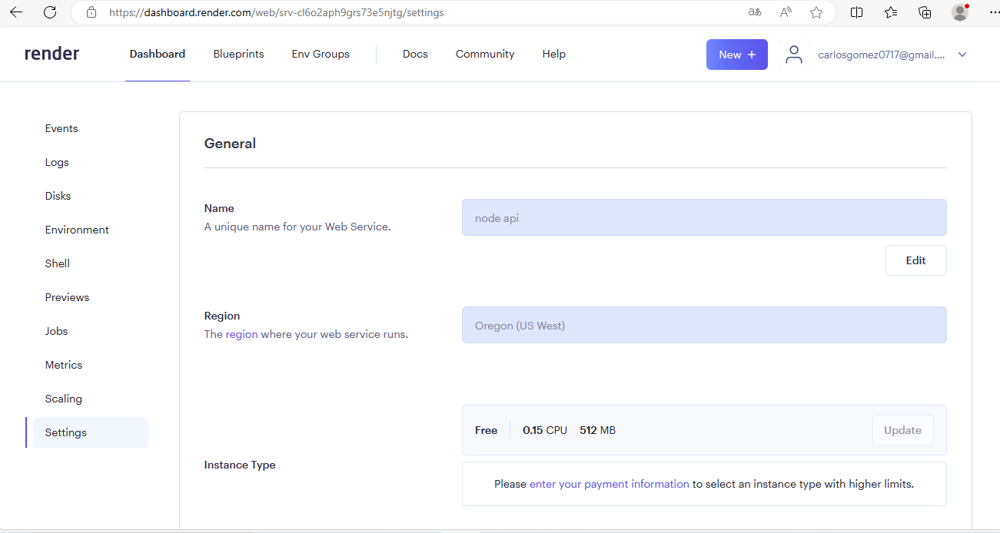 https://dashboard.render.com/web/srv-cl6o2aph9grs73e5njtg/settings
render Dashboard Blueprints Env Groups Docs Community Help New + carlosgomez0717@gmail....
Events
Logs
Disks
Environment
Shell
Previews
Jobs
Metrics
Scaling
Settings
General
Name
A unique name for your Web Service.
node api
Edit
Region
The region where your web service runs.
Oregon (US West)
Instance Type
Free 0.15 CPU 512 MB Update
Please enter your payment information to select an instance type with higher limits.